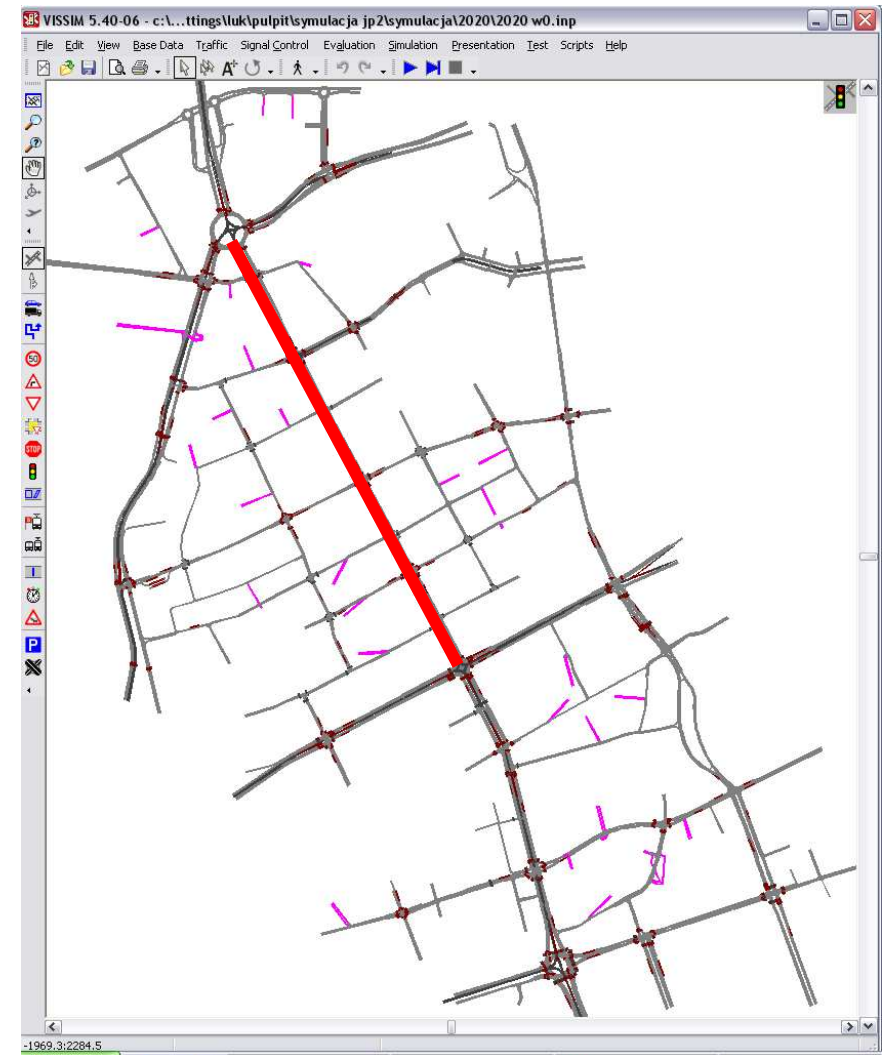 VISSIM 5.40-06 - c:\...ttings\luk\pulpit\symulacja jp2\symulacja\2020\2020 w0.inp
File Edit View Base Data Traffic Signal Control Evaluation Simulation Presentation Test Scripts Help
A
50
STOP
P
-1969.3:2284.5